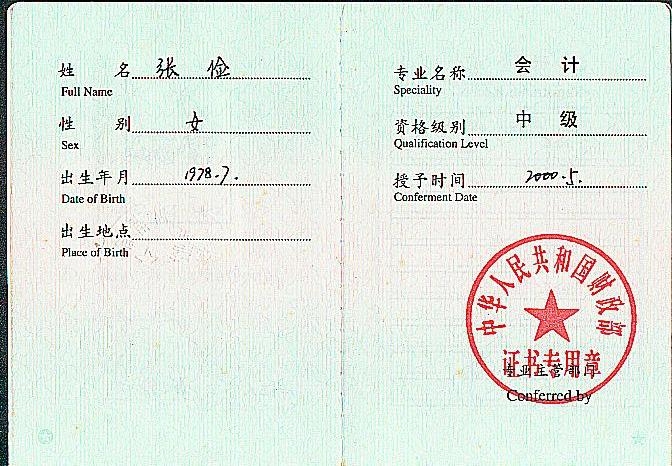 姓 名 张 俭
Full Name
性 别 女
Sex
出生年月 1978.7.
Date of Birth
出生地点
Place of Birth
专业名称 会 计
Speciality
资格级别 中 级
Qualification Level
授予时间 2000.5.
Conferment Date
中华人民共和国财政部
证书专用章
专业主管部门
Conferred by